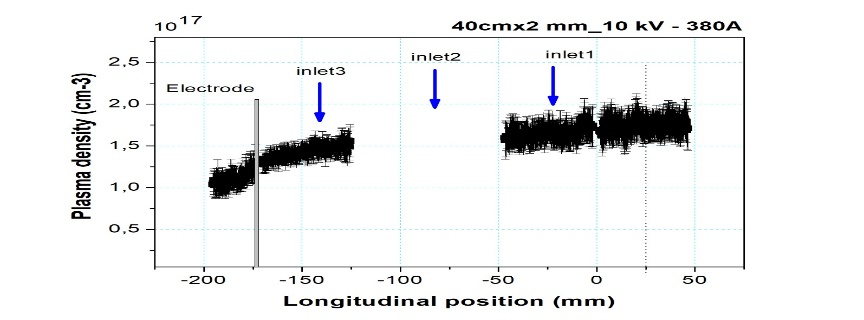 10^17
40cmx2 mm_10 kV - 380A
2,5
2,0
1,5
1,0
0,5
Plasma density (cm-3)
Electrode
inlet3
inlet2
inlet1
-200
-150
-100
-50
0
50
Longitudinal position (mm)